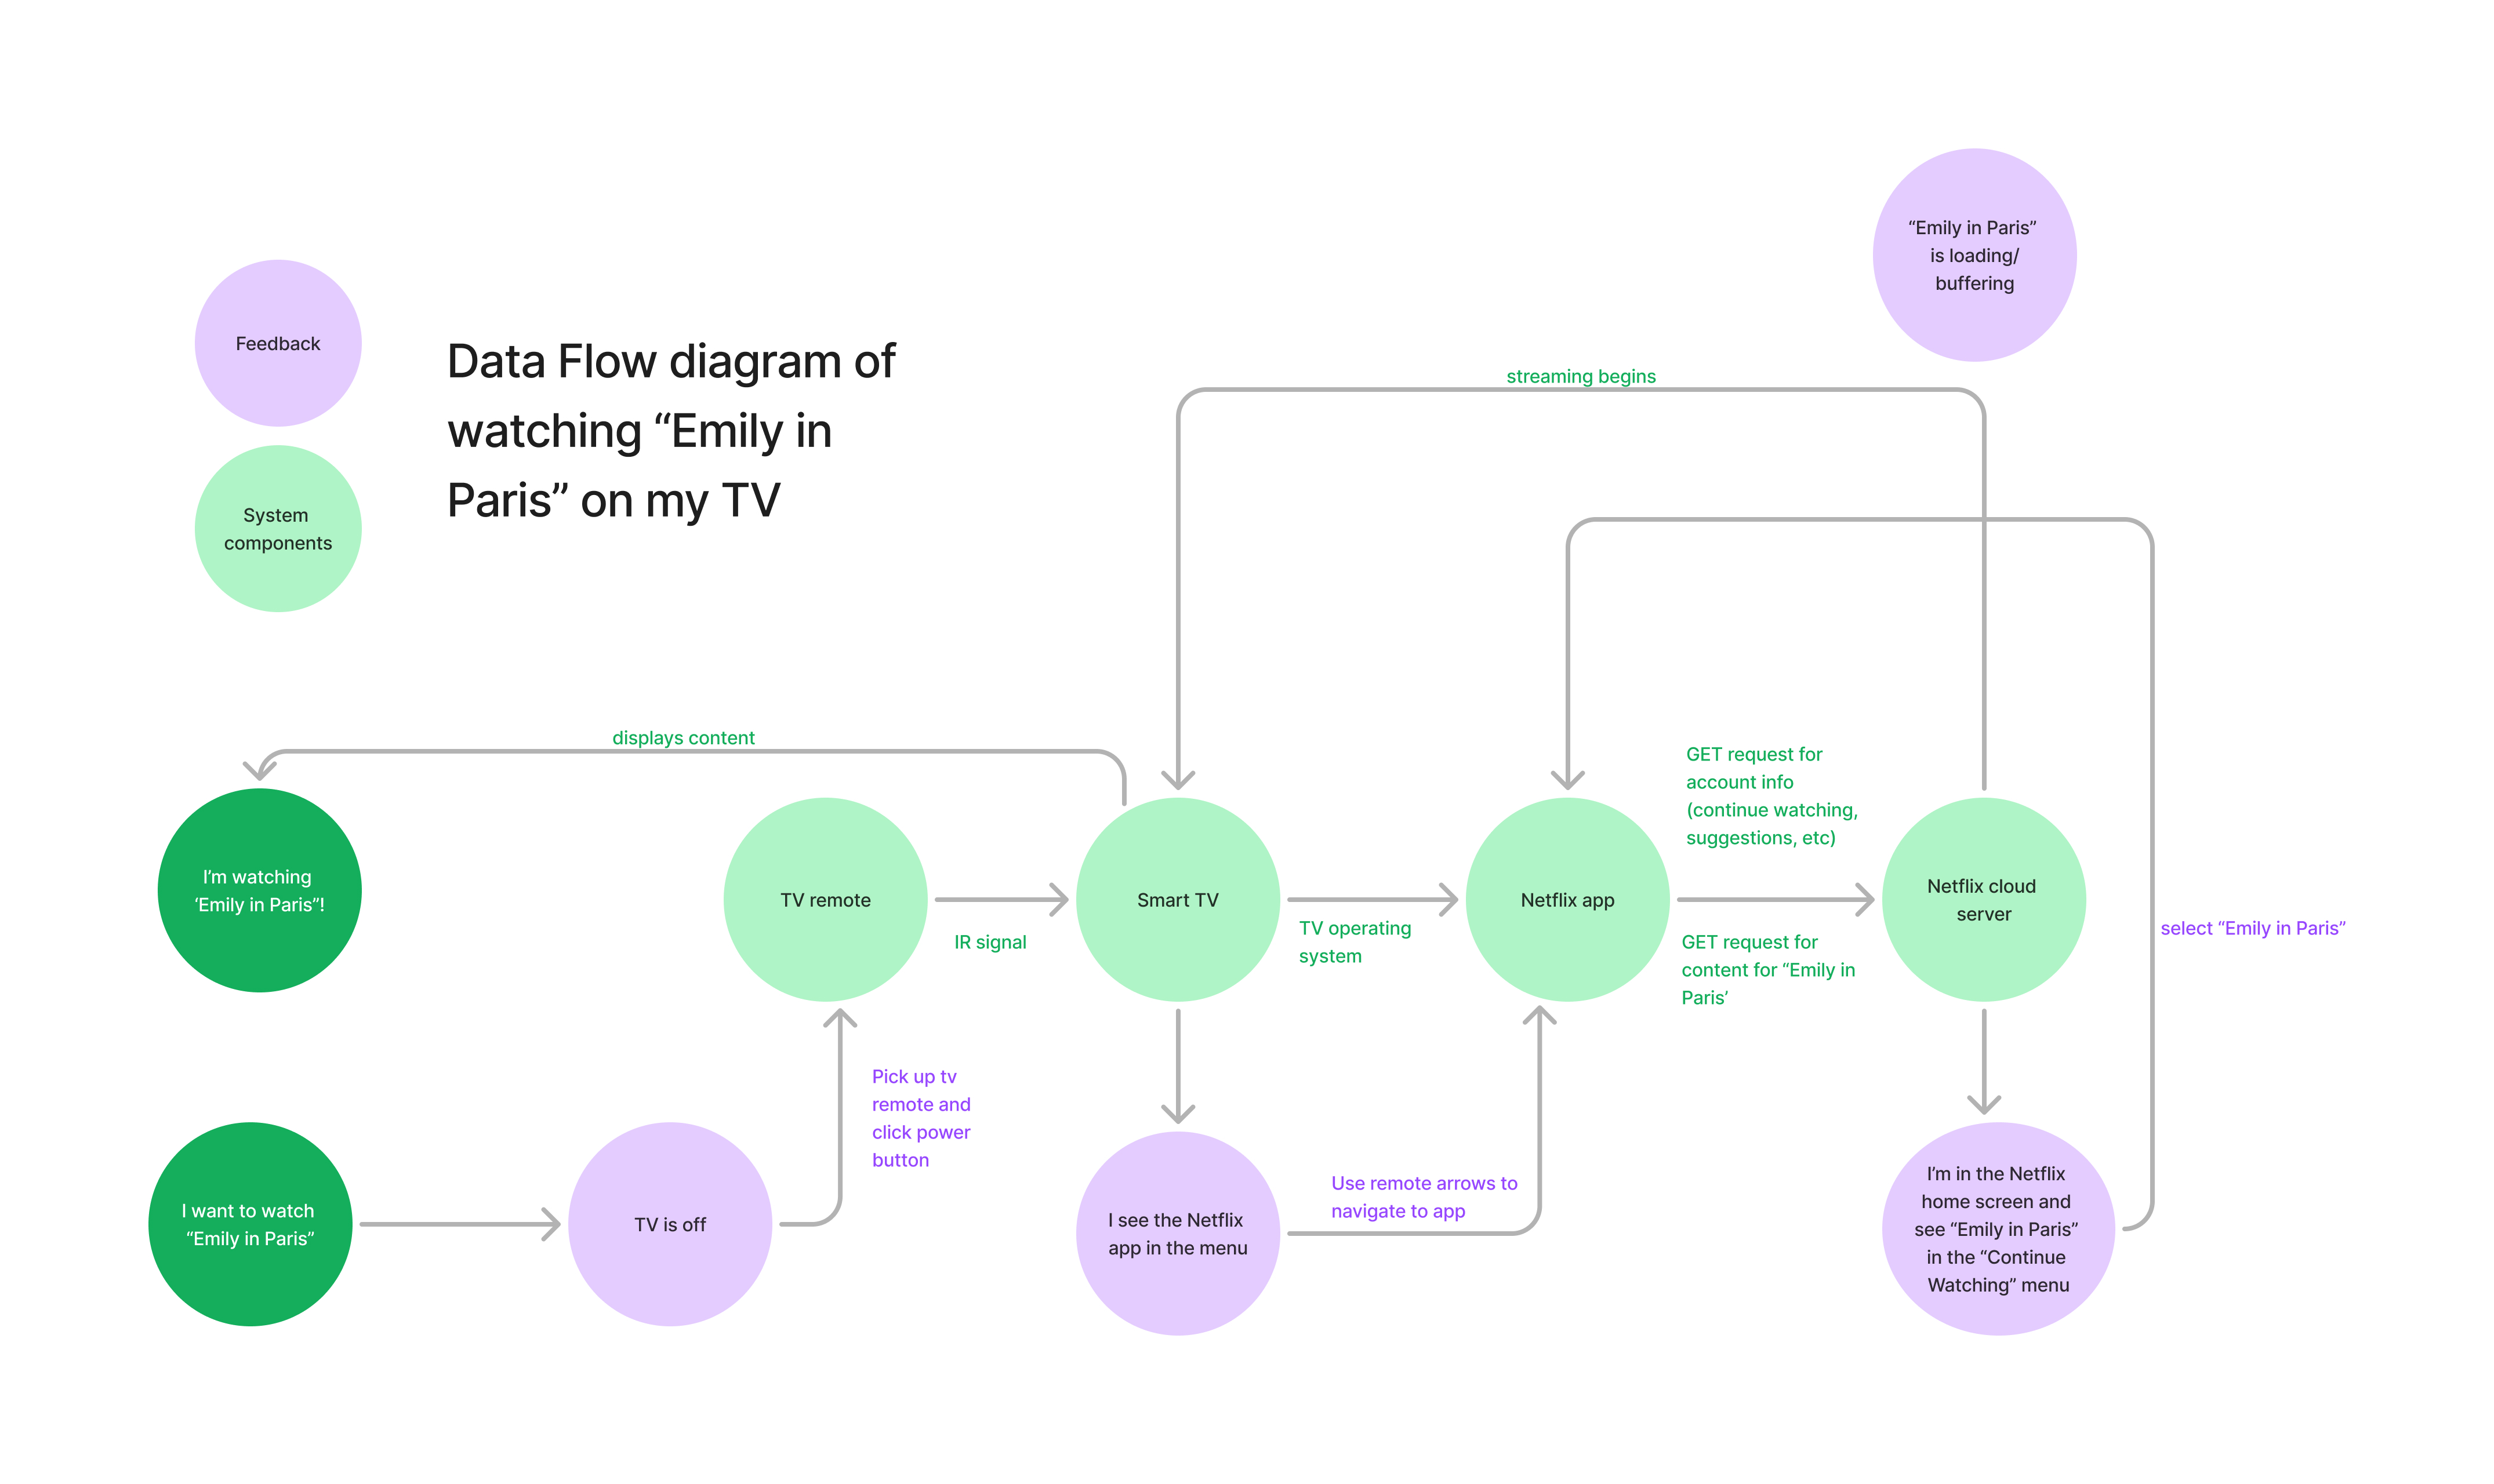 “Emily in Paris”
is loading/
buffering
Feedback
Data Flow diagram of
watching “Emily in
Paris” on my TV
System
components
streaming begins
displays content
GET request for
account info
(continue watching,
suggestions, etc)
I’m watching
‘Emily in Paris”!
TV remote
IR signal
Smart TV
TV operating
system
Netflix app
GET request for
content for “Emily in
Paris’
Netflix cloud
server
select “Emily in Paris”
Pick up tv
remote and
click power
button
I want to watch
“Emily in Paris”
TV is off
I see the Netflix
app in the menu
Use remote arrows to
navigate to app
I’m in the Netflix
home screen and
see “Emily in Paris”
in the “Continue
Watching” menu